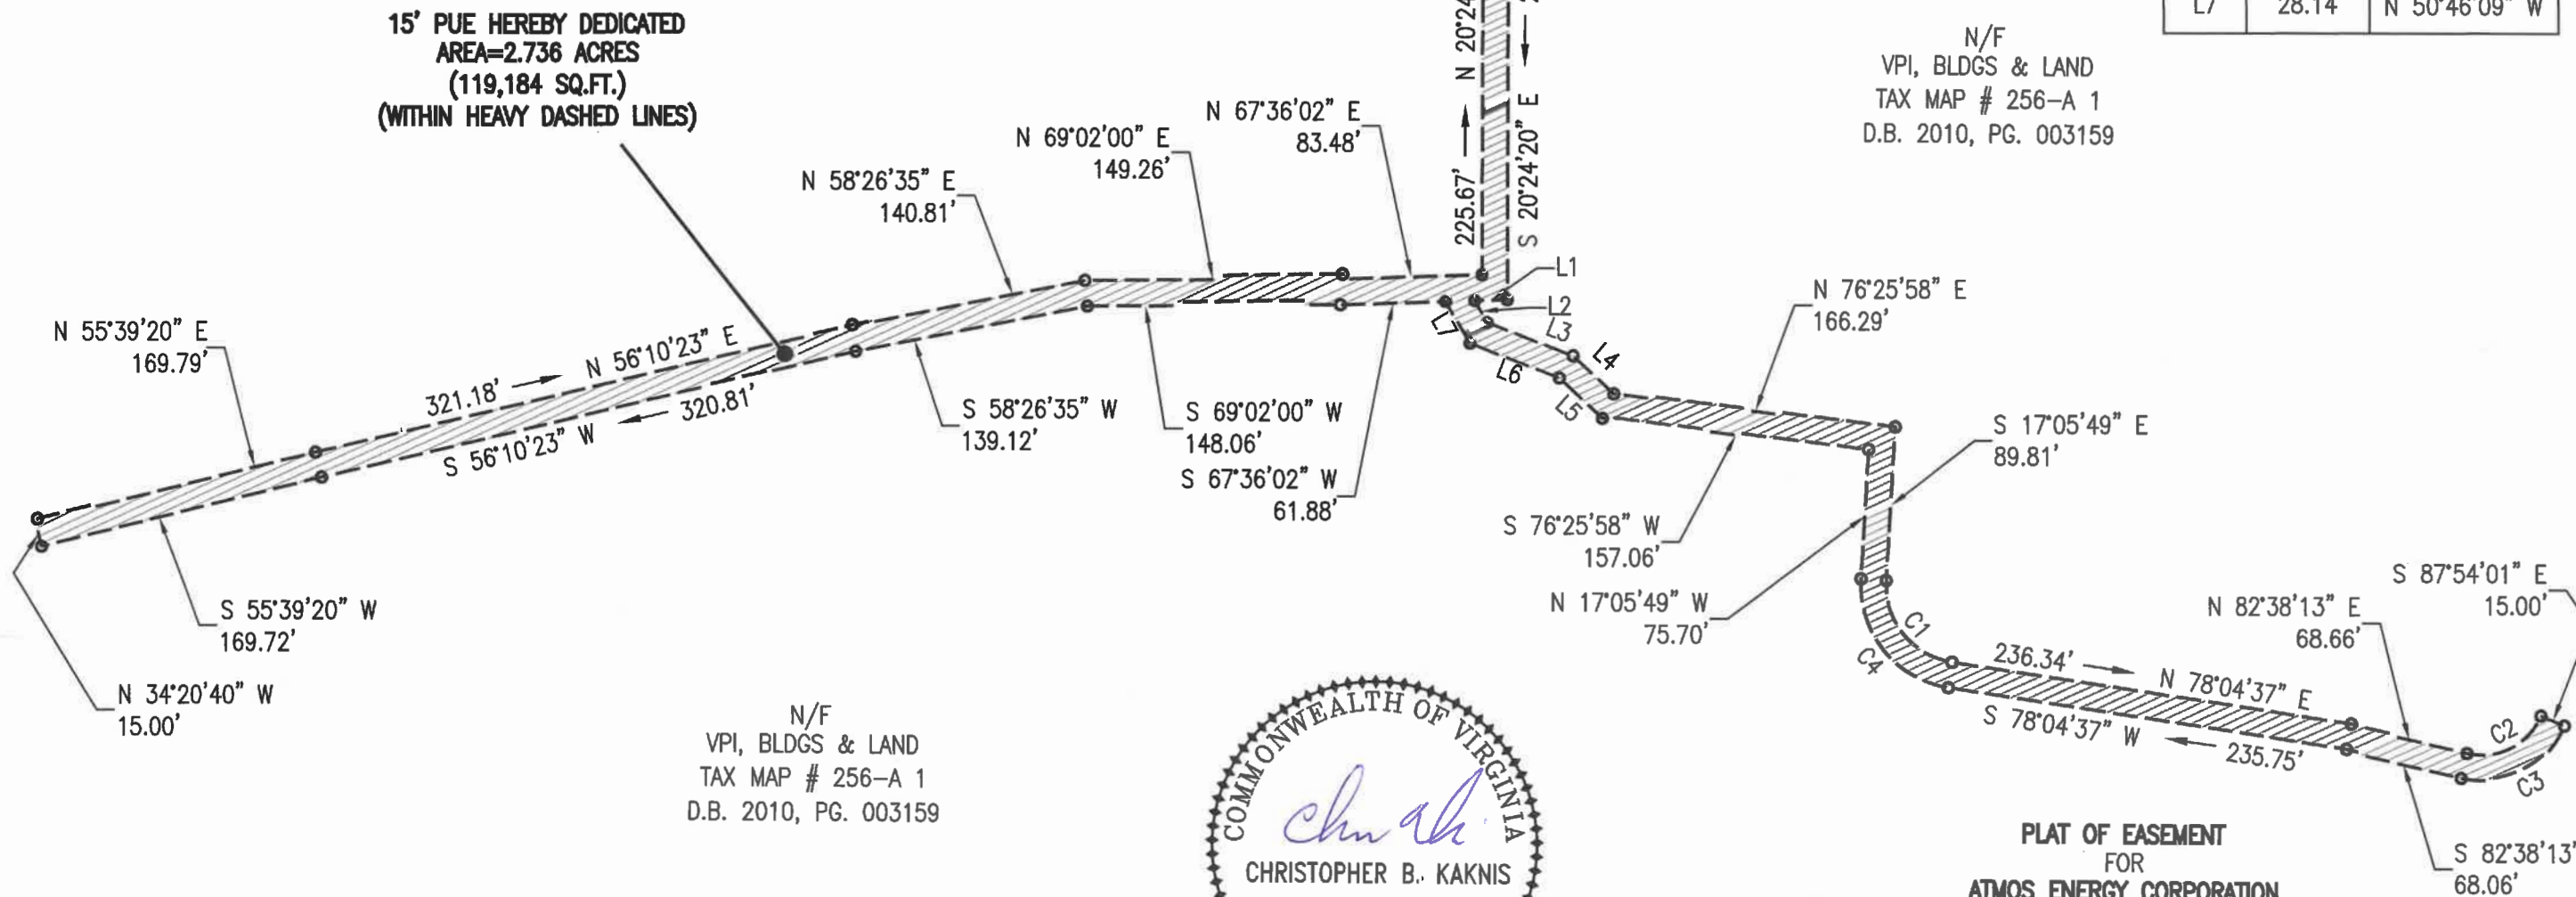 15' PUE HEREBY DEDICATED
AREA=2.736 ACRES
(119,184 SQ.FT.)
(WITHIN HEAVY DASHED LINES)
L7 28.14 N 50°46'09" W
N/F
VPI, BLDGS & LAND
TAX MAP # 256-A 1
D.B. 2010, PG. 003159
N 55°39'20" E
169.79'
321.18'
N 56°10'23" E
S 56°10'23" W
320.81'
N 58°26'35" E
140.81'
N 69°02'00" E
149.26'
N 67°36'02" E
83.48'
225.67'
N 20°24
S 20°24'20" E
L1
L2
L3
L4
L7
L6
L5
N 76°25'58" E
166.29'
S 17°05'49" E
89.81'
S 58°26'35" W
139.12'
S 69°02'00" W
148.06'
S 67°36'02" W
61.88'
S 76°25'58" W
157.06'
N 17°05'49" W
75.70'
S 55°39'20" W
169.72'
N 34°20'40" W
15.00'
C1
C4
236.34'
N 78°04'37" E
S 78°04'37" W
235.75'
N 82°38'13" E
68.66'
S 87°54'01" E
15.00'
C2
C3
S 82°38'13"
68.06'
N/F
VPI, BLDGS & LAND
TAX MAP # 256-A 1
D.B. 2010, PG. 003159
COMMONWEALTH OF VIRGINIA
CHRISTOPHER B. KAKNIS
PLAT OF EASEMENT
FOR
ATMOS ENERGY CORPORATION